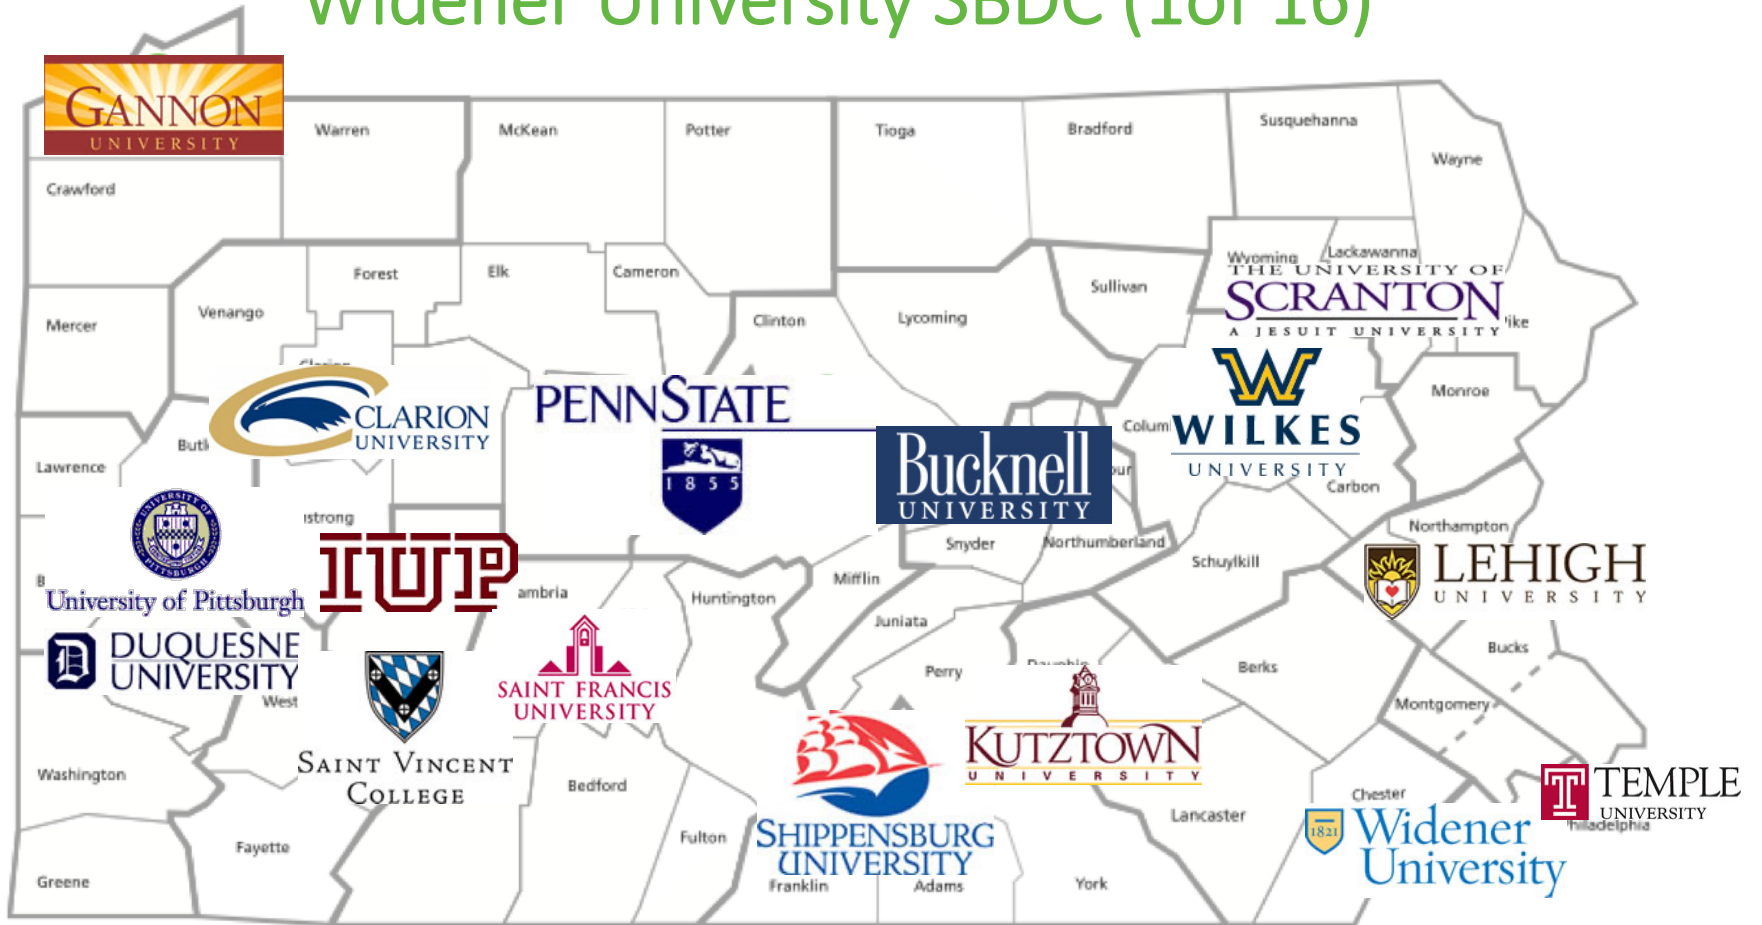 Widener University SBDC (1of 16)
GANNON
UNIVERSITY
Warren
McKean
Potter
Tioga
Bradford
Susquehanna
Wayne
Crawford
Forest
Elk
Cameron
Wyoming
Lackawanna
THE UNIVERSITY OF
SCRANTON
A JESUIT UNIVERSITY
Sullivan
Mercer
Venango
Clinton
Lycoming
Monroe
CLARION
UNIVERSITY
PENNSTATE
1855
WILKES
UNIVERSITY
Bucknell
UNIVERSITY
Lawrence
Carbon
Northampton
Snyder
Northumberland
Schuylkill
UNIVERSITY OF
PITTSBURGH
University of Pittsburgh
IUP
Huntington
Mifflin
LEHIGH
UNIVERSITY
Juniata
Bucks
DUQUESNE
UNIVERSITY
D
Perry
Berks
West
SAINT FRANCIS
UNIVERSITY
Montgomery
SAINT VINCENT
COLLEGE
KUTZTOWN
UNIVERSITY
Washington
Bedford
Chester
TEMPLE
UNIVERSITY
Lancaster
1821
Widener
University
Fulton
SHIPPENSBURG
UNIVERSITY
Fayette
Greene
Franklin
Adams
York